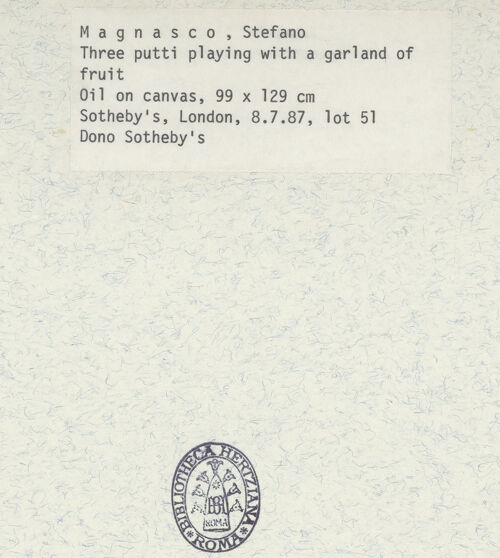 M a g n a s c o , Stefano
Three putti playing with a garland of
fruit
Oil on canvas, 99 x 129 cm
Sotheby's, London, 8.7.87, lot 51
Dono Sotheby's
BIBLIOTHECA HERTZIANA
ROMA
ROMA